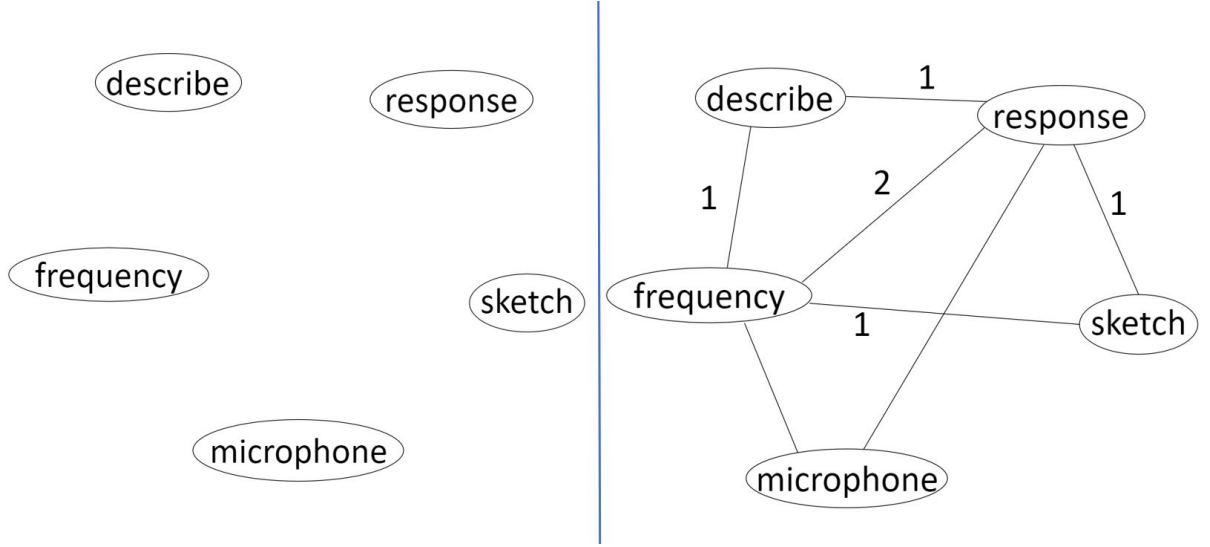 describe
response
frequency
sketch
microphone
describe
1
response
2
1
1
frequency
1
sketch
microphone